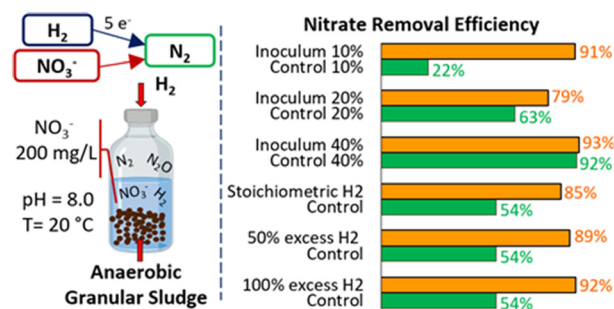 H₂
5 e⁻
N₂
NO₃⁻
H₂
NO₃⁻
200 mg/L
N₂
N₂O
NO₃⁻
H₂
pH = 8.0
T= 20 °C
Anaerobic
Granular Sludge
Nitrate Removal Efficiency
Inoculum 10%
91%
Control 10%
22%
Inoculum 20%
79%
Control 20%
63%
Inoculum 40%
93%
Control 40%
92%
Stoichiometric H2
85%
Control
54%
50% excess H2
89%
Control
54%
100% excess H2
92%
Control
54%